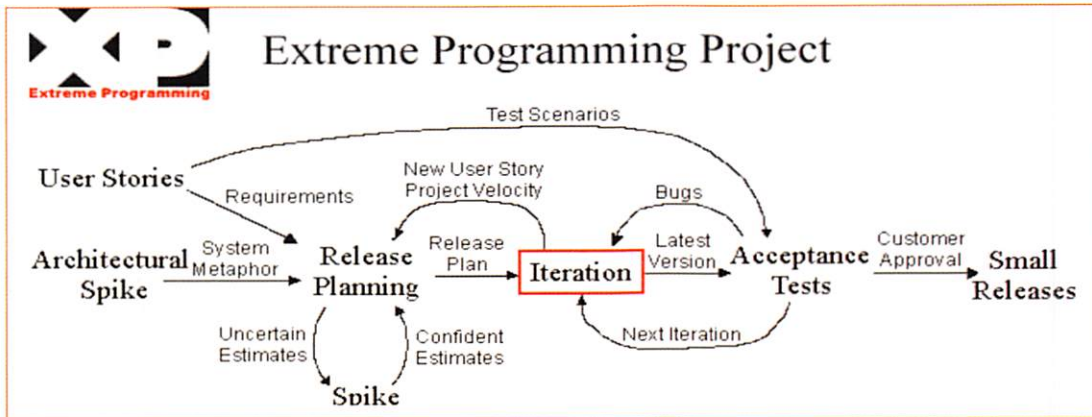 XP
Extreme Programming
Extreme Programming Project
Test Scenarios
User Stories
New User Story
Project Velocity
Bugs
Requirements
Architectural
Spike
System
Metaphor
Release
Planning
Release
Plan
Iteration
Latest
Version
Acceptance
Tests
Customer
Approval
Small
Releases
Uncertain
Estimates
Confident
Estimates
Next Iteration
Spike